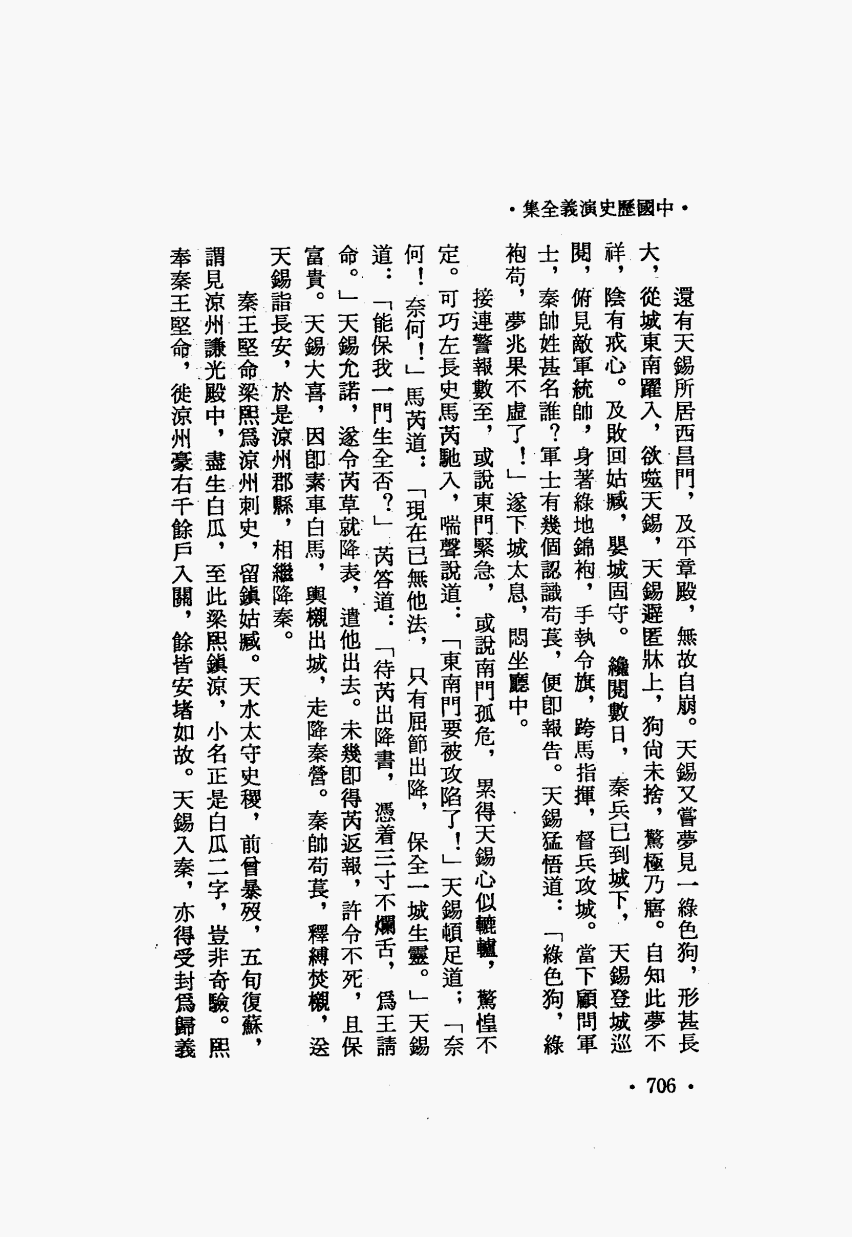 •中國歷史演義全集•
還有天錫所居西昌門，及平章殿，無故自崩。天錫又嘗夢見一綠色狗，形甚長
大，從城東南躍入，欲噬天錫，天錫避匿牀上，狗尙未捨，驚極乃寤。自知此夢不
祥，陰有戒心。及敗回姑臧，嬰城固守。纔閱數日，秦兵已到城下，天錫登城巡
閱，俯見敵軍統帥，身著綠地錦袍，手執令旗，跨馬指揮，督兵攻城。當下顧問軍
士，秦帥姓甚名誰？軍士有幾個認識苟萇，便卽報告。天錫猛悟道：「綠色狗，綠
袍苟，夢兆果不虛了！」遂下城太息，悶坐廳中。
接連警報數至，或說東門緊急，或說南門孤危，累得天錫心似轆轤，驚惶不
定。可巧左長史馬芮馳入，喘聲說道：「東南門要被攻陷了！」天錫頓足道；「奈
何！奈何！」馬芮道：「現在已無他法，只有屈節出降，保全一城生靈。」天錫
道：「能保我一門生全否？」芮答道：「待芮出降書，憑着三寸不爛舌，爲王請
命。」天錫允諾，遂令芮草就降表，遣他出去。未幾卽得芮返報，許令不死，且保
富貴。天錫大喜，因卽素車白馬，輿櫬出城，走降秦營。秦帥苟萇，釋縛焚櫬，送
天錫詣長安，於是涼州郡縣，相繼降秦。
秦王堅命梁熙爲涼州刺史，留鎭姑臧。天水太守史稷，前曾暴歿，五旬復蘇，
謂見涼州謙光殿中，盡生白瓜，至此梁熙鎭涼，小名正是白瓜二字，豈非奇驗。熙
奉秦王堅命，徙涼州豪右千餘戶入關，餘皆安堵如故。天錫入秦，亦得受封爲歸義
•706•